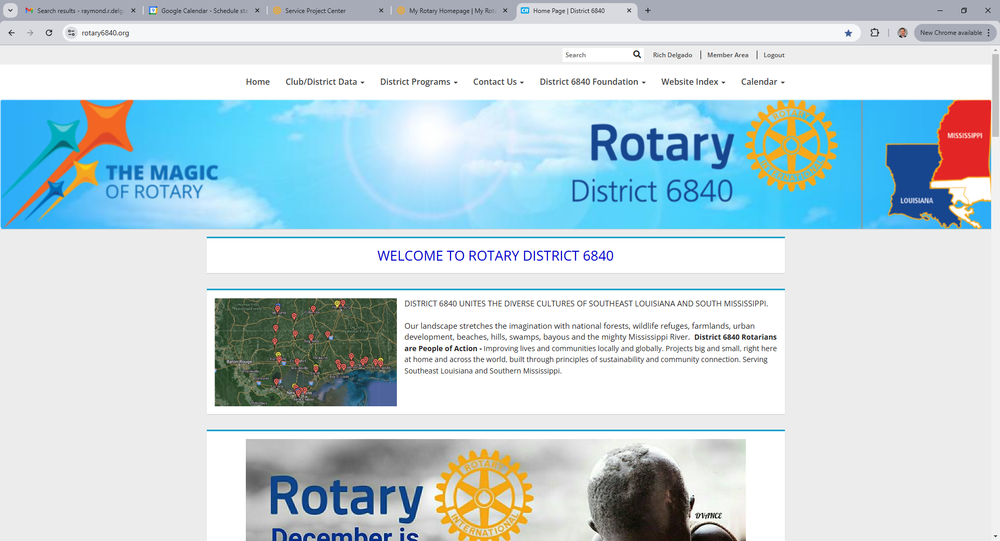 Search results - raymond.r.delg
Google Calendar - Schedule sta
Service Project Center
My Rotary Homepage | My Rota
Home Page | District 6840
rotary6840.org
New Chrome available
Search
Rich Delgado
Member Area
Logout
Home
Club/District Data
District Programs
Contact Us
District 6840 Foundation
Website Index
Calendar
THE MAGIC
OF ROTARY
Rotary
District 6840
ROTARY
INTERNATIONAL
MISSISSIPPI
LOUISIANA
WELCOME TO ROTARY DISTRICT 6840
Homochitto
National Forest
McComb
Columbia
De Soto
National Forest
Bogalusa
Baton Rouge
Picayune
Mandeville
Prairieville
Gonzales
Bay St. Louis
Pascagoula
Belle Chasse
Thibodaux
DISTRICT 6840 UNITES THE DIVERSE CULTURES OF SOUTHEAST LOUISIANA AND SOUTH MISSISSIPPI.
Our landscape stretches the imagination with national forests, wildlife refuges, farmlands, urban
development, beaches, hills, swamps, bayous and the mighty Mississippi River. District 6840 Rotarians
are People of Action - Improving lives and communities locally and globally. Projects big and small, right here
at home and across the world, built through principles of sustainability and community connection. Serving
Southeast Louisiana and Southern Mississippi.
Rotary
ROTARY
INTERNATIONAL
DVANCE
December is